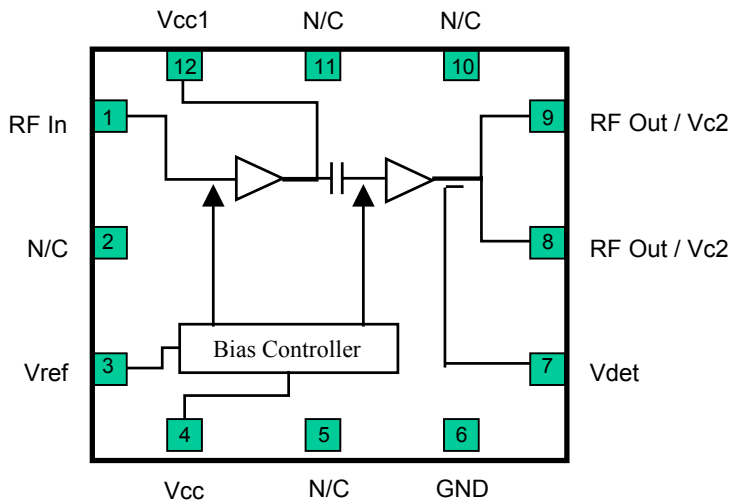 Vcc1 N/C N/C
12 11 10
RF In 1 9 RF Out / Vc2
N/C 2 8 RF Out / Vc2
Bias Controller
Vref 3 7 Vdet
4 5 6
Vcc N/C GND